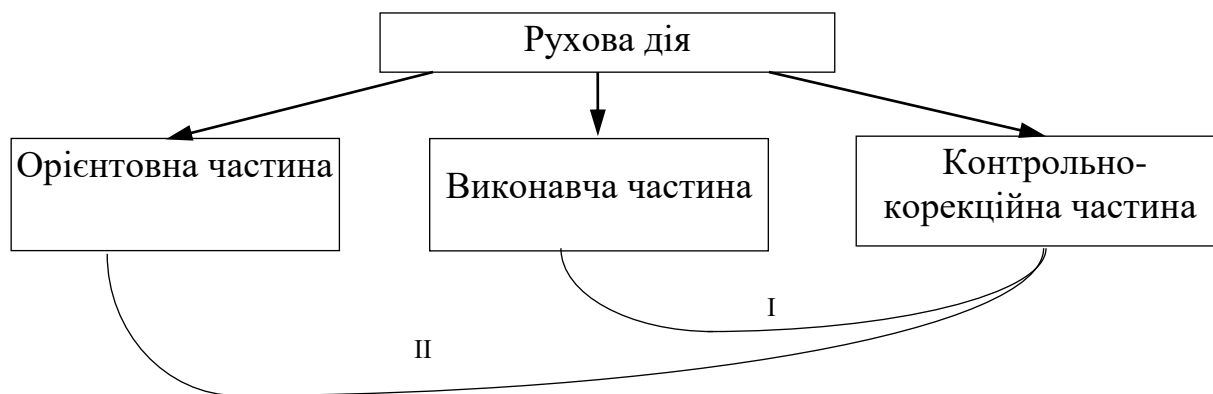 Рухова дія
Орієнтовна частина
Виконавча частина
Контрольно-
корекційна частина
I
II